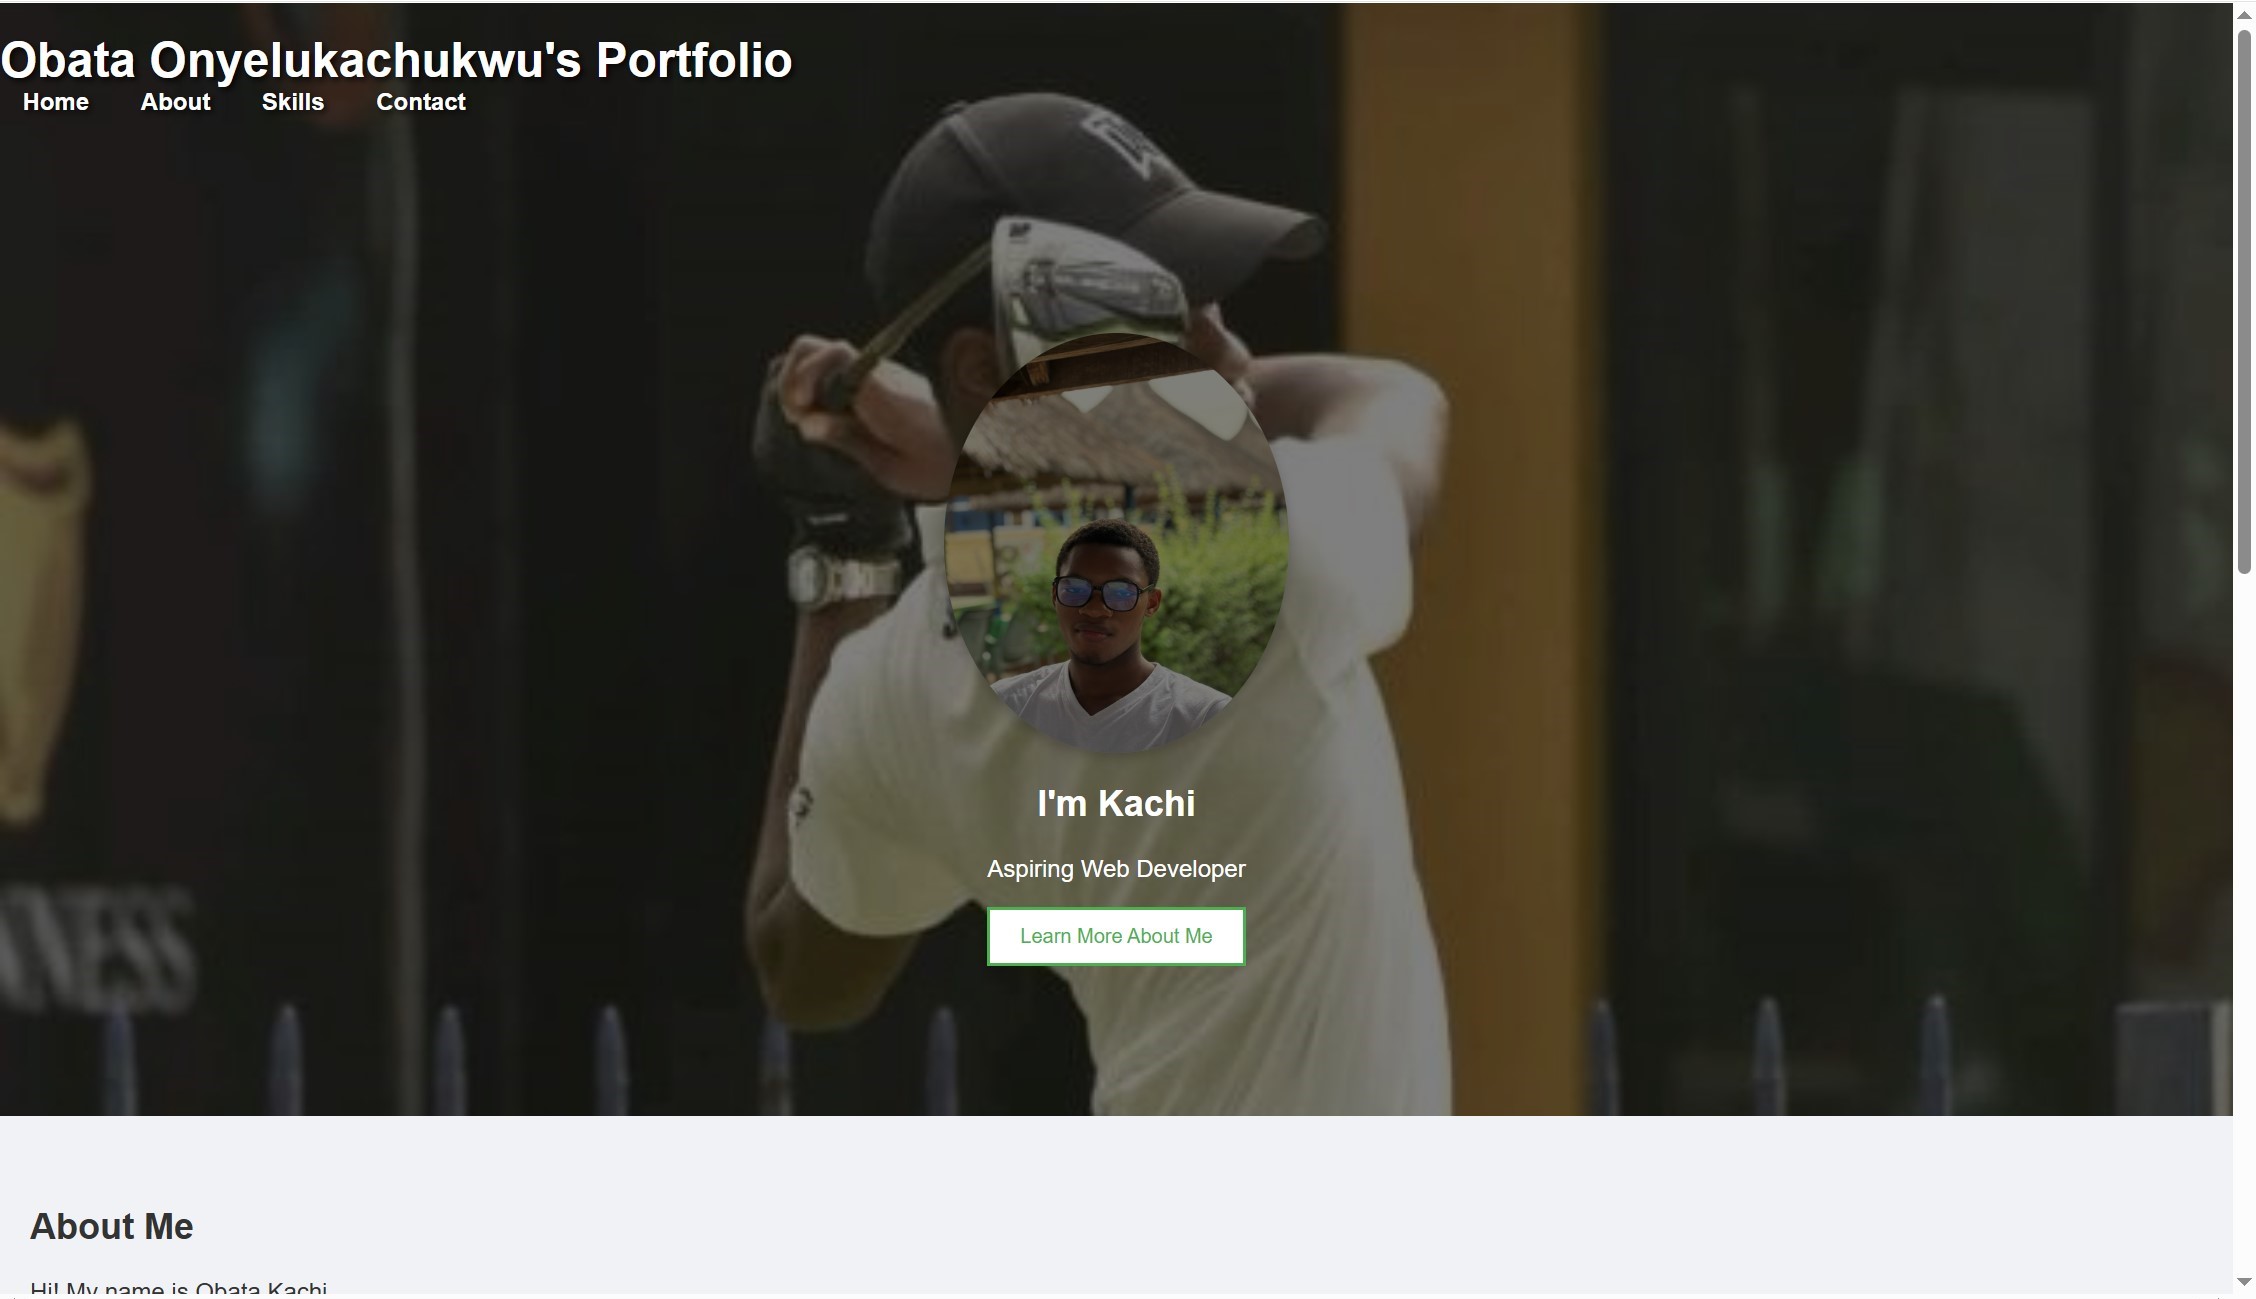 Obata Onyelukachukwu's Portfolio
Home About Skills Contact
I'm Kachi
Aspiring Web Developer
Learn More About Me
About Me
Hi! My name is Obata Kachi